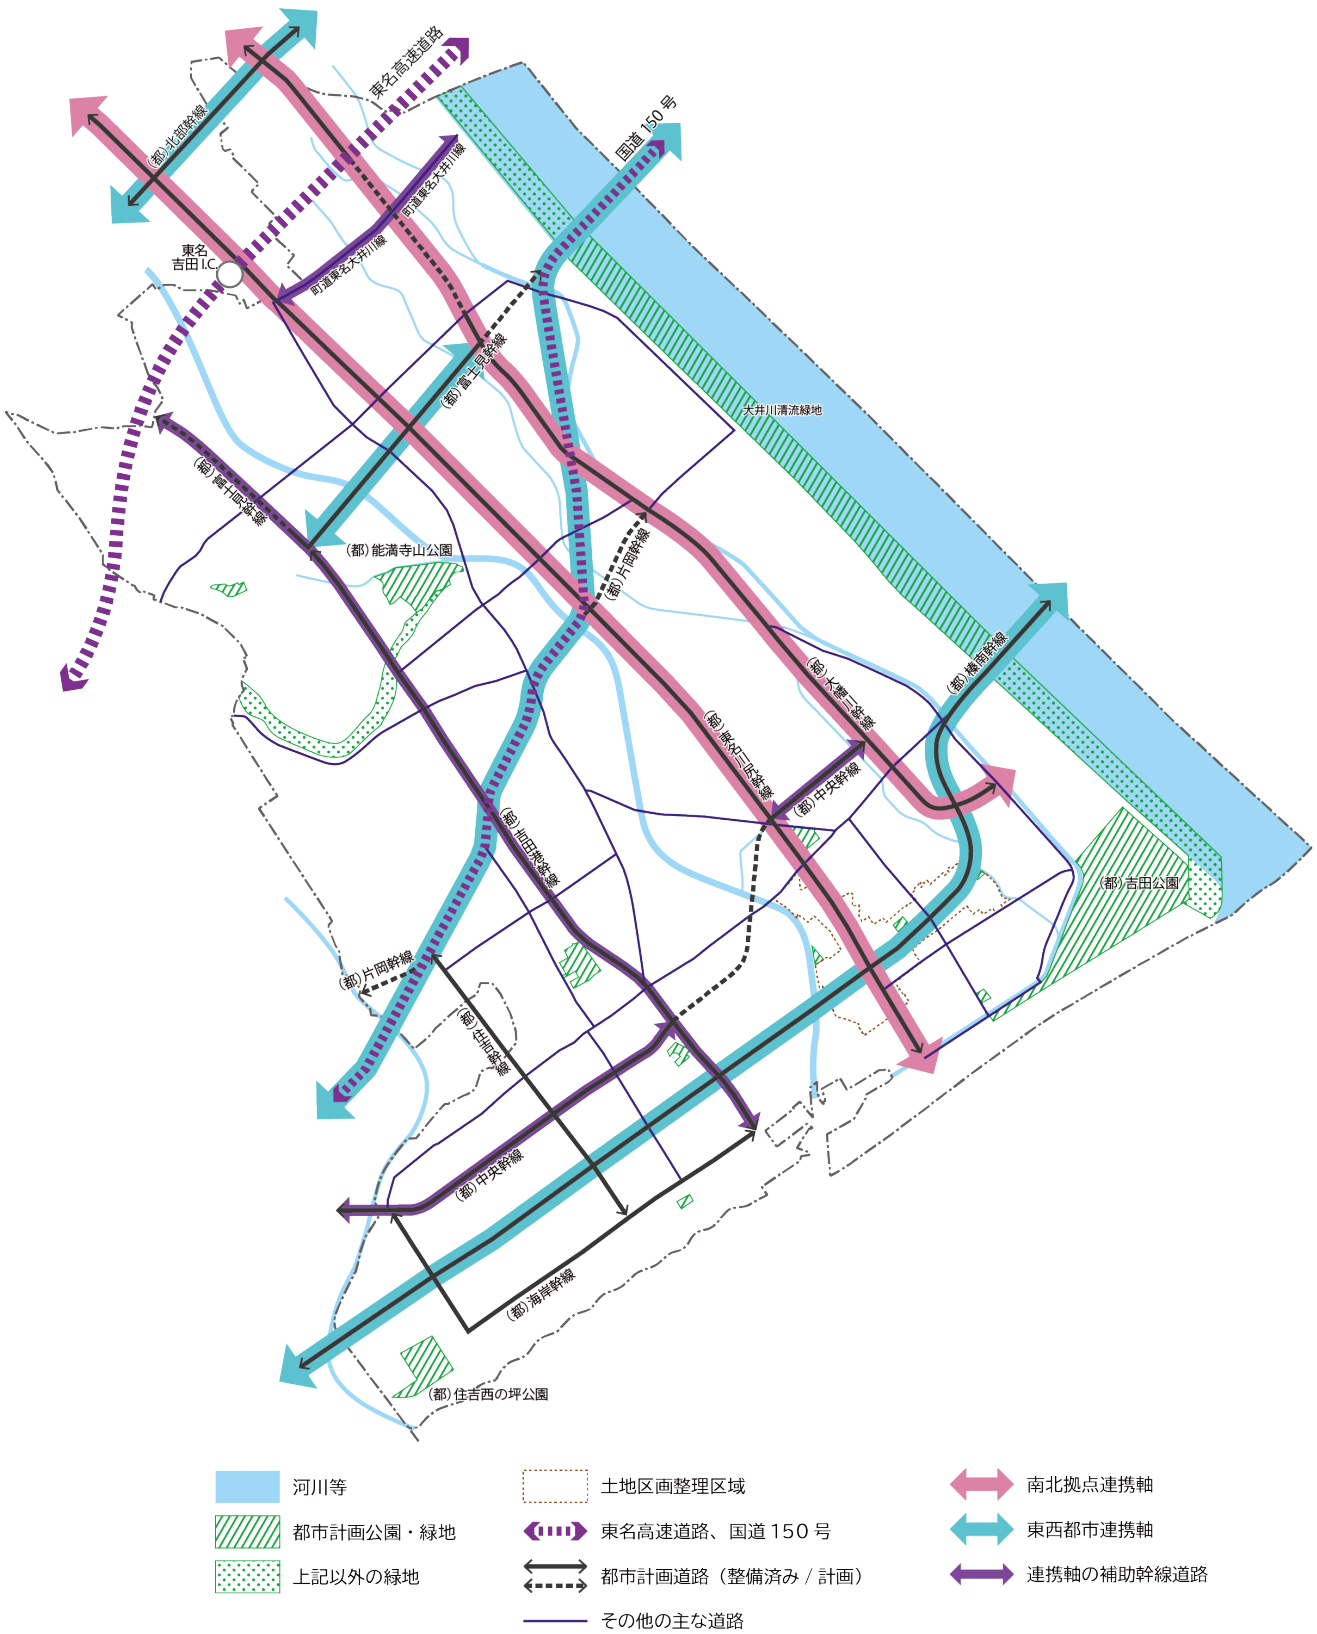 東名高速道路
(都)北部幹線
国道 150 号
町道東名大井川線
町道東名大井川線
東名
吉田 I.C.
(都)富士見幹線
大井川清流緑地
(都)富士見幹線
(都)能満寺山公園
(都)片岡幹線
(都)榛南幹線
(都)大幡川幹線
(都)東名川尻幹線
(都)中央幹線
(都)吉田港幹線
(都)吉田公園
(都)片岡幹線
(都)住吉幹線
(都)中央幹線
(都)海岸幹線
(都)住吉西の坪公園
河川等
都市計画公園・緑地
上記以外の緑地
土地区画整理区域
東名高速道路、国道 150 号
都市計画道路（整備済み / 計画）
その他の主な道路
南北拠点連携軸
東西都市連携軸
連携軸の補助幹線道路